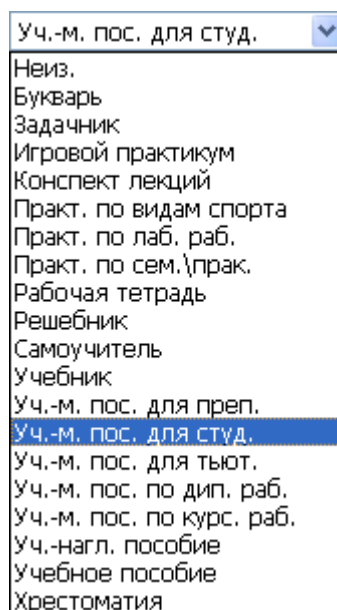 Уч.-м. пос. для студ.
Неиз.
Букварь
Задачник
Игровой практикум
Конспект лекций
Практ. по видам спорта
Практ. по лаб. раб.
Практ. по сем.\прак.
Рабочая тетрадь
Решебник
Самоучитель
Учебник
Уч.-м. пос. для преп.
Уч.-м. пос. для студ.
Уч.-м. пос. для тьют.
Уч.-м. пос. по дип. раб.
Уч.-м. пос. по курс. раб.
Уч.-нагл. пособие
Учебное пособие
Хрестоматия